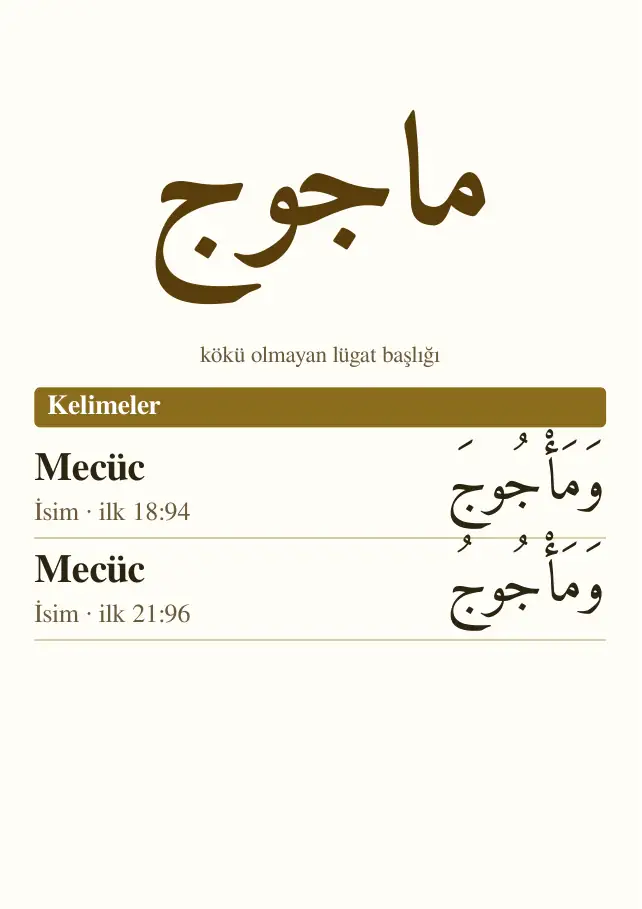 ماجوج
kökü olmayan lügat başlığı
Kelimeler
Mecüc وَمَأْجُوجَ
İsim · ilk 18:94
Mecüc وَمَأْجُوجُ
İsim · ilk 21:96